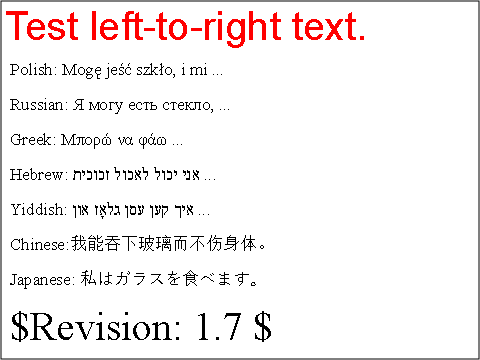 Test left-to-right text.
Polish: Mogę jeść szkło, i mi ...
Russian: Я могу есть стекло, ...
Greek: Μπορώ να φάω ...
Hebrew: אני יכול לאכול זכוכית ...
Yiddish: איך קען עסן גלאָז און ...
Chinese:我能吞下玻璃而不伤身体。
Japanese: 私はガラスを食べます。
$Revision: 1.7 $